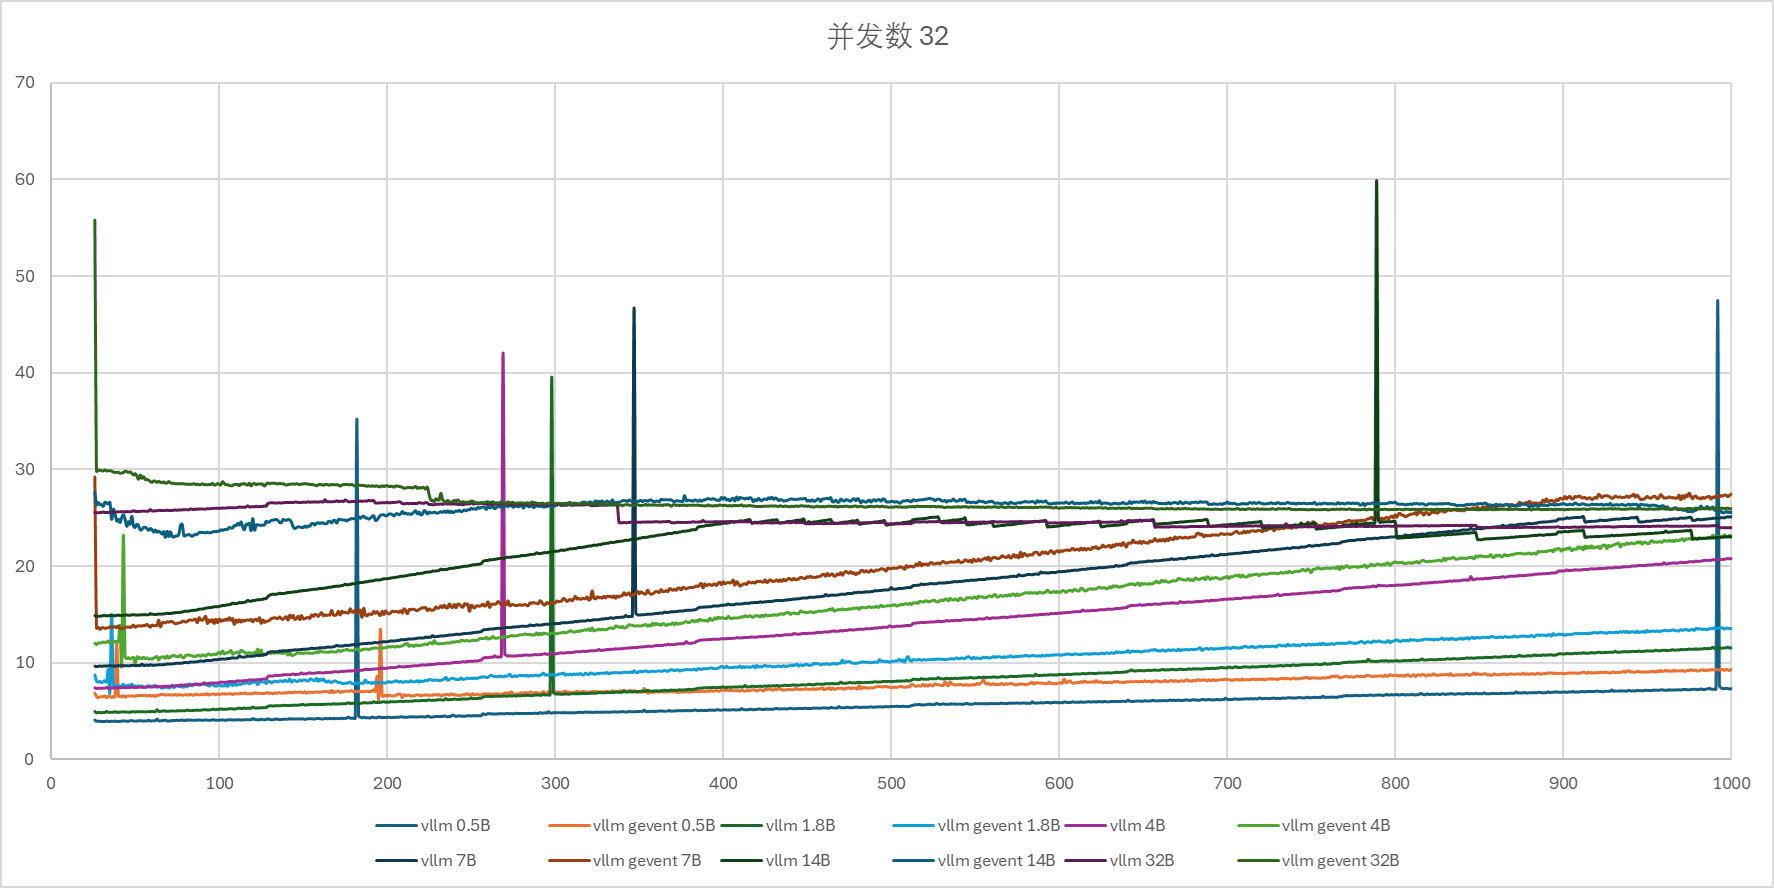 并发数 32
70
60
50
40
30
20
10
0
0 100 200 300 400 500 600 700 800 900 1000
vllm 0.5B vllm gevent 0.5B vllm 1.8B vllm gevent 1.8B vllm 4B vllm gevent 4B
vllm 7B vllm gevent 7B vllm 14B vllm gevent 14B vllm 32B vllm gevent 32B